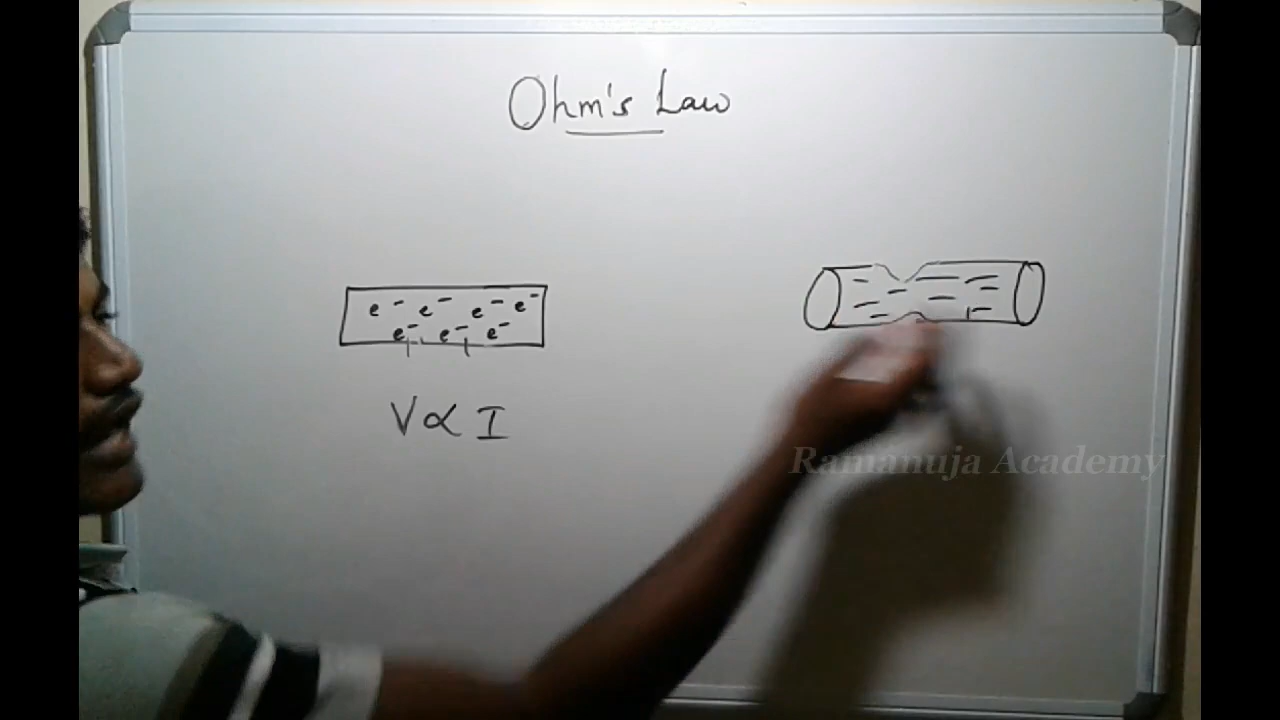 Ohm's Law
e⁻ e⁻ e⁻ e⁻
e⁻ e⁻ e⁻
V ∝ I
Ramanuja Academy